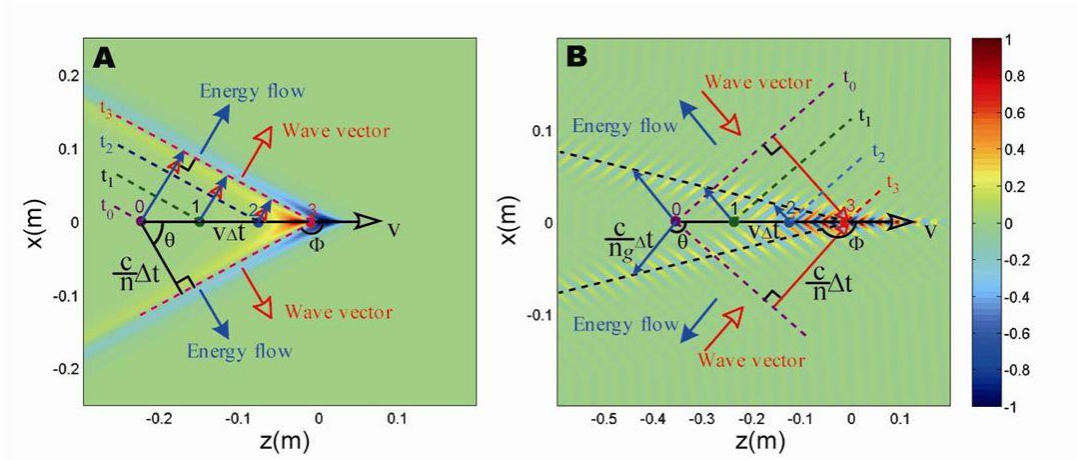 A
0.2
0.1
0
-0.1
-0.2
x(m)
-0.2
-0.1
0
0.1
z(m)
Energy flow
Wave vector
t3
t2
t1
t0
0
1
2
3
θ
vΔt
Φ
v
c/n Δt
Wave vector
Energy flow
B
0.1
0
-0.1
x(m)
-0.5
-0.4
-0.3
-0.2
-0.1
0
0.1
z(m)
Wave vector
Energy flow
t0
t1
t2
t3
0
1
2
3
θ
vΔt
Φ
v
c/ng Δt
c/n Δt
Energy flow
Wave vector
1
0.8
0.6
0.4
0.2
0
-0.2
-0.4
-0.6
-0.8
-1